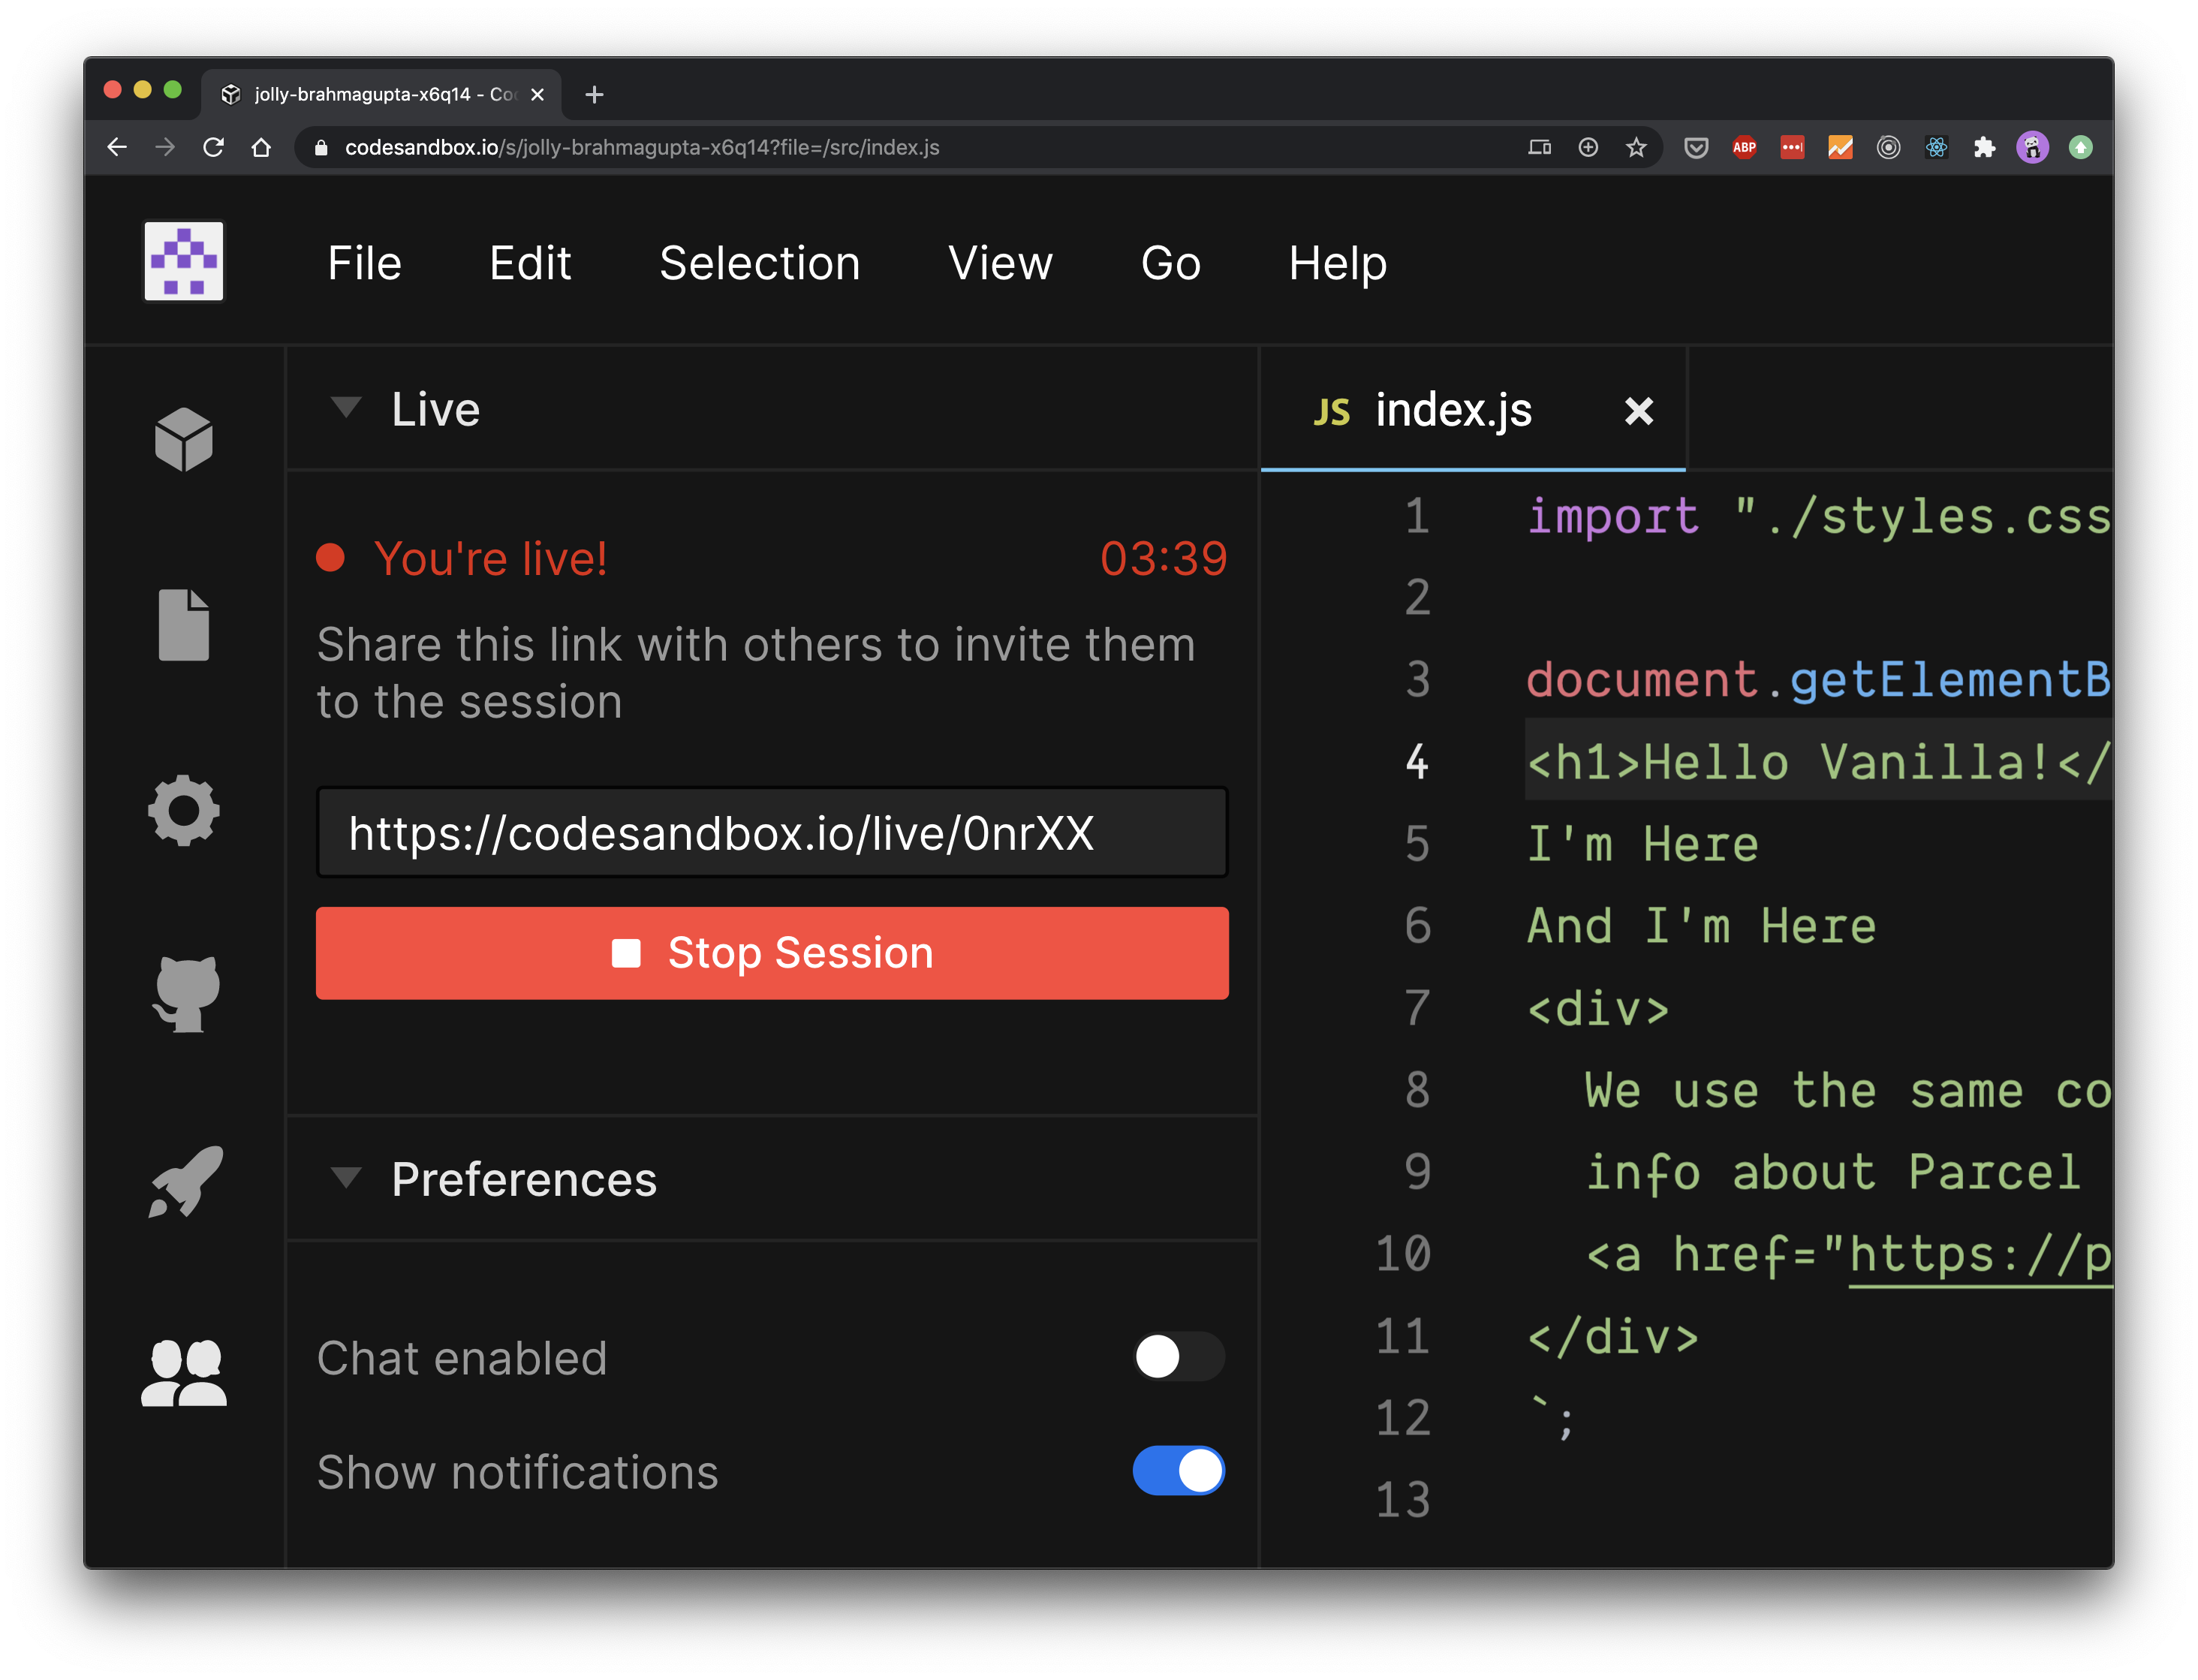 jolly-brahmagupta-x6q14 - Co
codesandbox.io/s/jolly-brahmagupta-x6q14?file=/src/index.js
ABP
File Edit Selection View Go Help
Live
You're live! 03:39
Share this link with others to invite them
to the session
https://codesandbox.io/live/0nrXX
Stop Session
Preferences
Chat enabled
Show notifications
JS index.js
1 import "./styles.css
2
3 document.getElementB
4 <h1>Hello Vanilla!</
5 I'm Here
6 And I'm Here
7 <div>
8 We use the same co
9 info about Parcel
10 <a href="https://p
11 </div>
12 `;
13